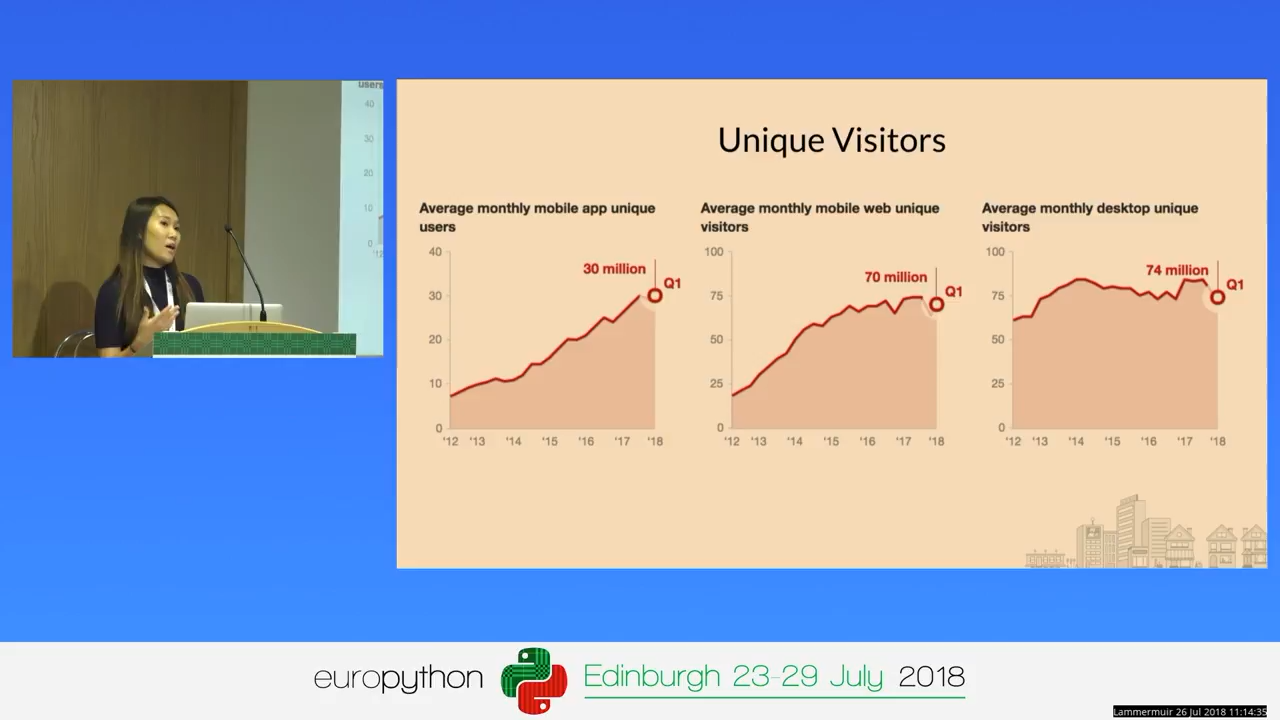 users
40
30
20
10
0
'12
Unique Visitors
Average monthly mobile app unique
users
40
30
20
10
0
30 million
Q1
'12 '13 '14 '15 '16 '17 '18
Average monthly mobile web unique
visitors
100
75
50
25
0
70 million
Q1
'12 '13 '14 '15 '16 '17 '18
Average monthly desktop unique
visitors
100
75
50
25
0
74 million
Q1
'12 '13 '14 '15 '16 '17 '18
europython
Edinburgh 23-29 July 2018
Lammermuir 26 Jul 2018 11:14:35